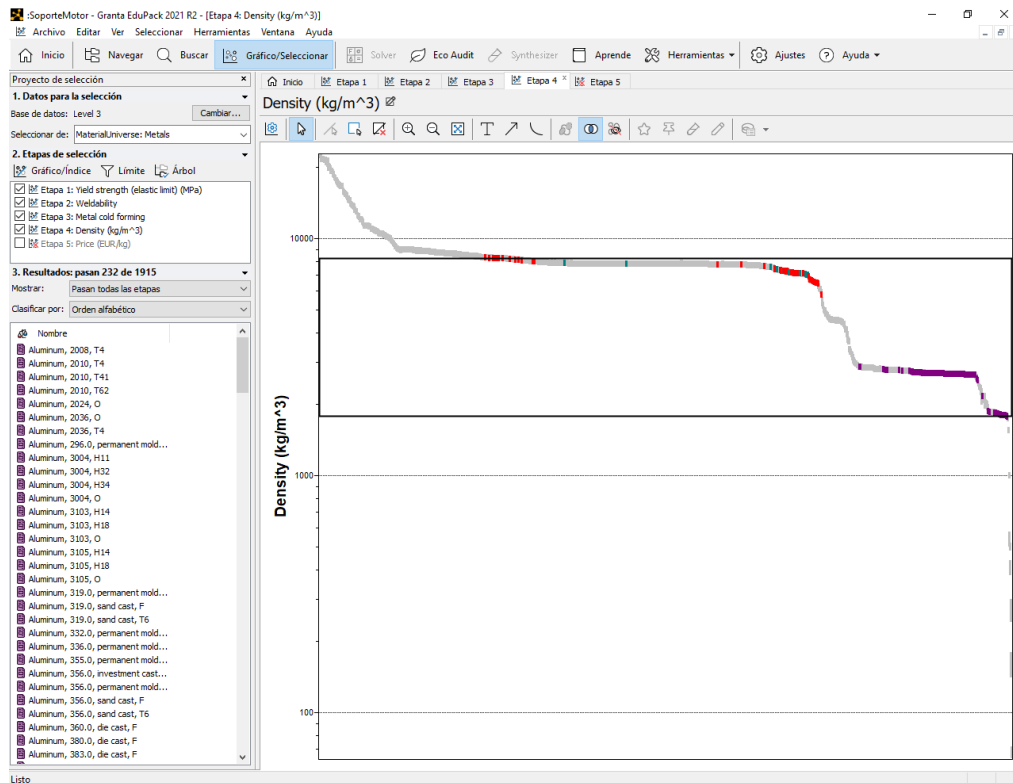 :SoporteMotor - Granta EduPack 2021 R2 - [Etapa 4: Density (kg/m^3)]
Archivo Editar Ver Seleccionar Herramientas Ventana Ayuda
Inicio Navegar Buscar Gráfico/Seleccionar Solver Eco Audit Synthesizer Aprende Herramientas Ajustes Ayuda
Proyecto de selección
1. Datos para la selección
Base de datos: Level 3 Cambiar...
Seleccionar de: MaterialUniverse: Metals
2. Etapas de selección
Gráfico/Índice Límite Árbol
Etapa 1: Yield strength (elastic limit) (MPa)
Etapa 2: Weldability
Etapa 3: Metal cold forming
Etapa 4: Density (kg/m^3)
Etapa 5: Price (EUR/kg)
3. Resultados: pasan 232 de 1915
Mostrar: Pasan todas las etapas
Clasificar por: Orden alfabético
Nombre
Aluminum, 2008, T4
Aluminum, 2010, T4
Aluminum, 2010, T41
Aluminum, 2010, T62
Aluminum, 2024, O
Aluminum, 2036, O
Aluminum, 2036, T4
Aluminum, 296.0, permanent mold...
Aluminum, 3004, H11
Aluminum, 3004, H32
Aluminum, 3004, H34
Aluminum, 3004, O
Aluminum, 3103, H14
Aluminum, 3103, H18
Aluminum, 3103, O
Aluminum, 3105, H14
Aluminum, 3105, H18
Aluminum, 3105, O
Aluminum, 319.0, permanent mold...
Aluminum, 319.0, sand cast, F
Aluminum, 319.0, sand cast, T6
Aluminum, 332.0, permanent mold...
Aluminum, 336.0, permanent mold...
Aluminum, 355.0, permanent mold...
Aluminum, 356.0, investment cast...
Aluminum, 356.0, permanent mold...
Aluminum, 356.0, sand cast, F
Aluminum, 356.0, sand cast, T6
Aluminum, 360.0, die cast, F
Aluminum, 380.0, die cast, F
Aluminum, 383.0, die cast, F
Listo
Inicio Etapa 1 Etapa 2 Etapa 3 Etapa 4 Etapa 5
Density (kg/m^3)
10000
1000
100
Density (kg/m^3)